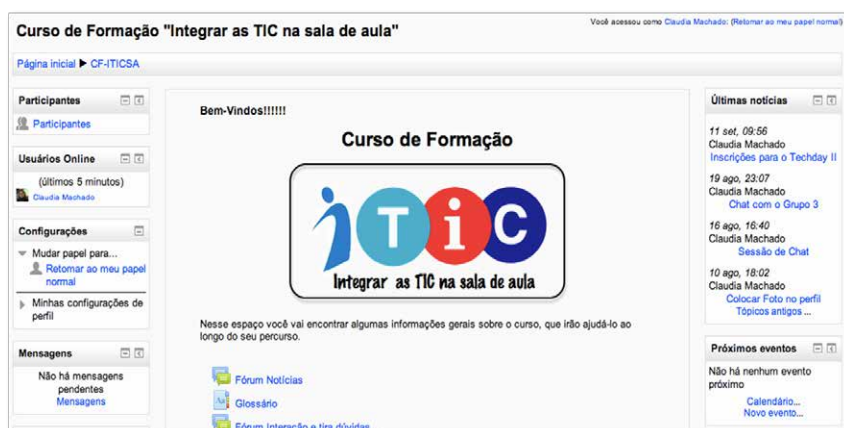 Curso de Formação "Integrar as TIC na sala de aula"
Você acessou como Claudia Machado: (Retomar ao meu papel normal)
Página inicial ► CF-ITICSA
Participantes
Participantes
Usuários Online
(últimos 5 minutos)
Claudia Machado
Configurações
Mudar papel para...
Retomar ao meu papel
normal
Minhas configurações de
perfil
Mensagens
Não há mensagens
pendentes
Mensagens
Bem-Vindos!!!!!!
Curso de Formação
iTiC
Integrar as TIC na sala de aula
Nesse espaço você vai encontrar algumas informações gerais sobre o curso, que irão ajudá-lo ao
longo do seu percurso.
Fórum Notícias
Glossário
Fórum Interação e tira dúvidas
Últimas notícias
11 set, 09:56
Claudia Machado
Inscrições para o Techday II
19 ago, 23:07
Claudia Machado
Chat com o Grupo 3
16 ago, 16:40
Claudia Machado
Sessão de Chat
10 ago, 18:02
Claudia Machado
Colocar Foto no perfil
Tópicos antigos ...
Próximos eventos
Não há nenhum evento
próximo
Calendário...
Novo evento...